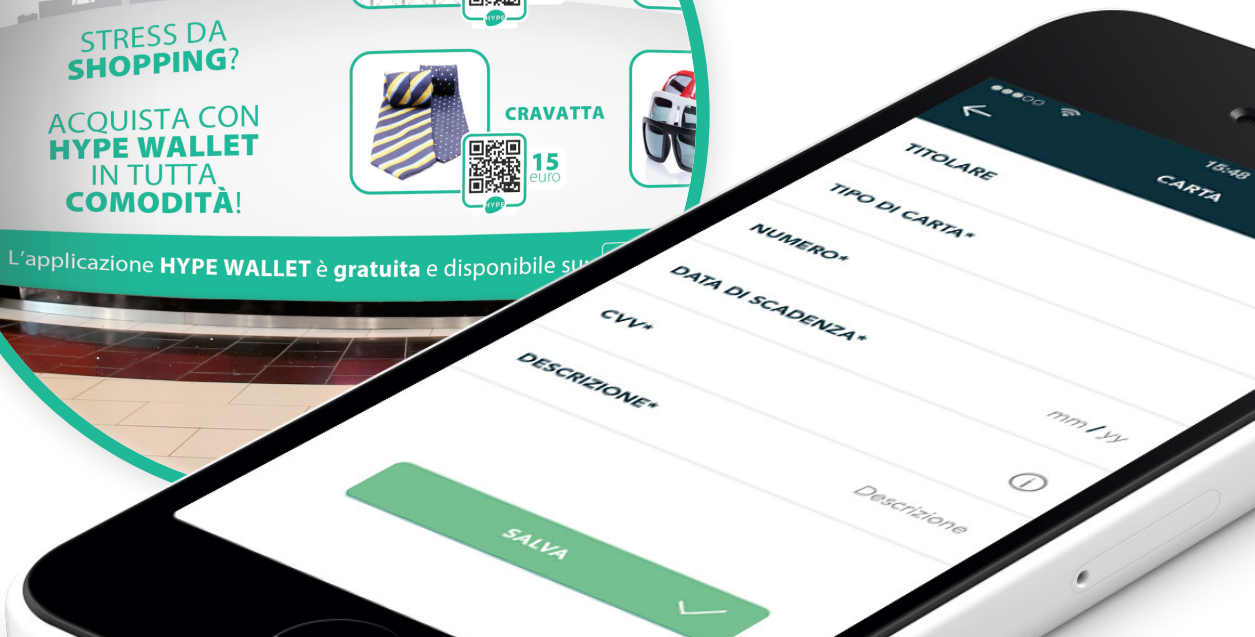 STRESS DA
SHOPPING?
ACQUISTA CON
HYPE WALLET
IN TUTTA
COMODITÀ!
HYPE
CRAVATTA
15
euro
HYPE
L'applicazione HYPE WALLET è gratuita e disponibile su
15:48
CARTA
TITOLARE
TIPO DI CARTA*
NUMERO*
DATA DI SCADENZA*
mm / yy
CVV*
DESCRIZIONE*
Descrizione
SALVA